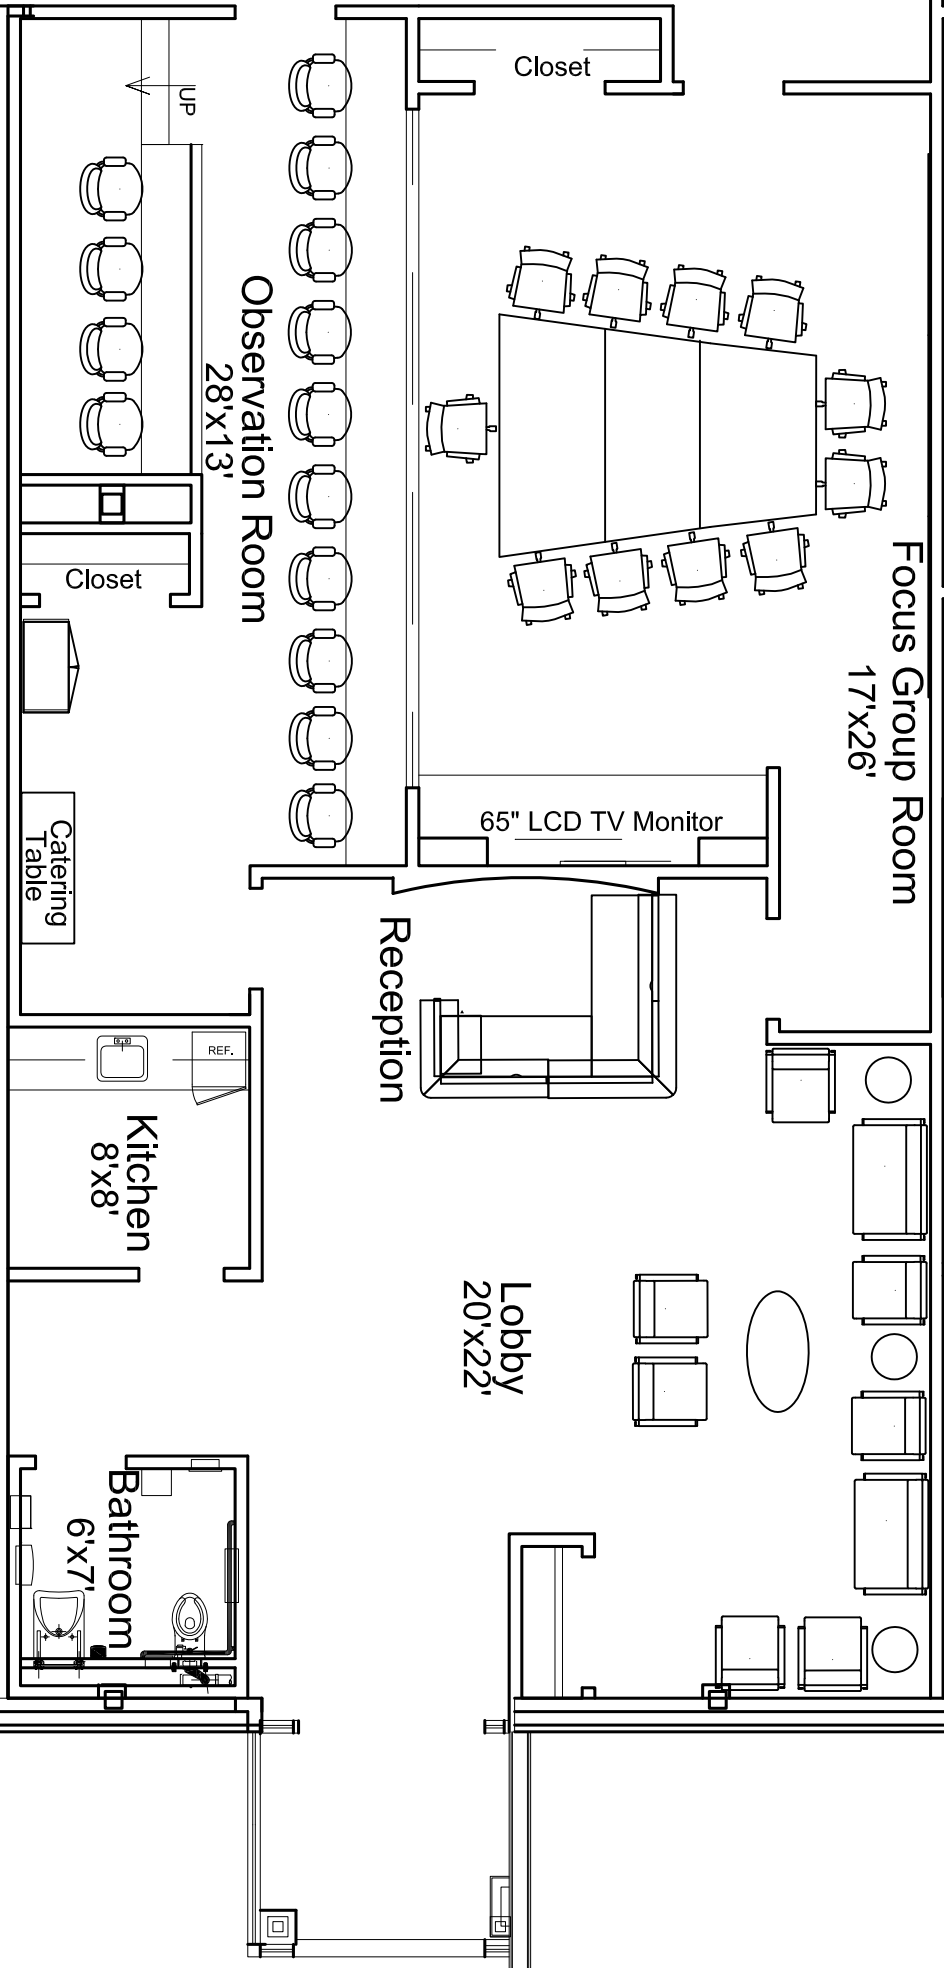 Closet
UP
Observation Room
28'x13'
Focus Group Room
17'x26'
Closet
65" LCD TV Monitor
Catering
Table
Reception
REF.
Kitchen
8'x8'
Lobby
20'x22'
Bathroom
6'x7'